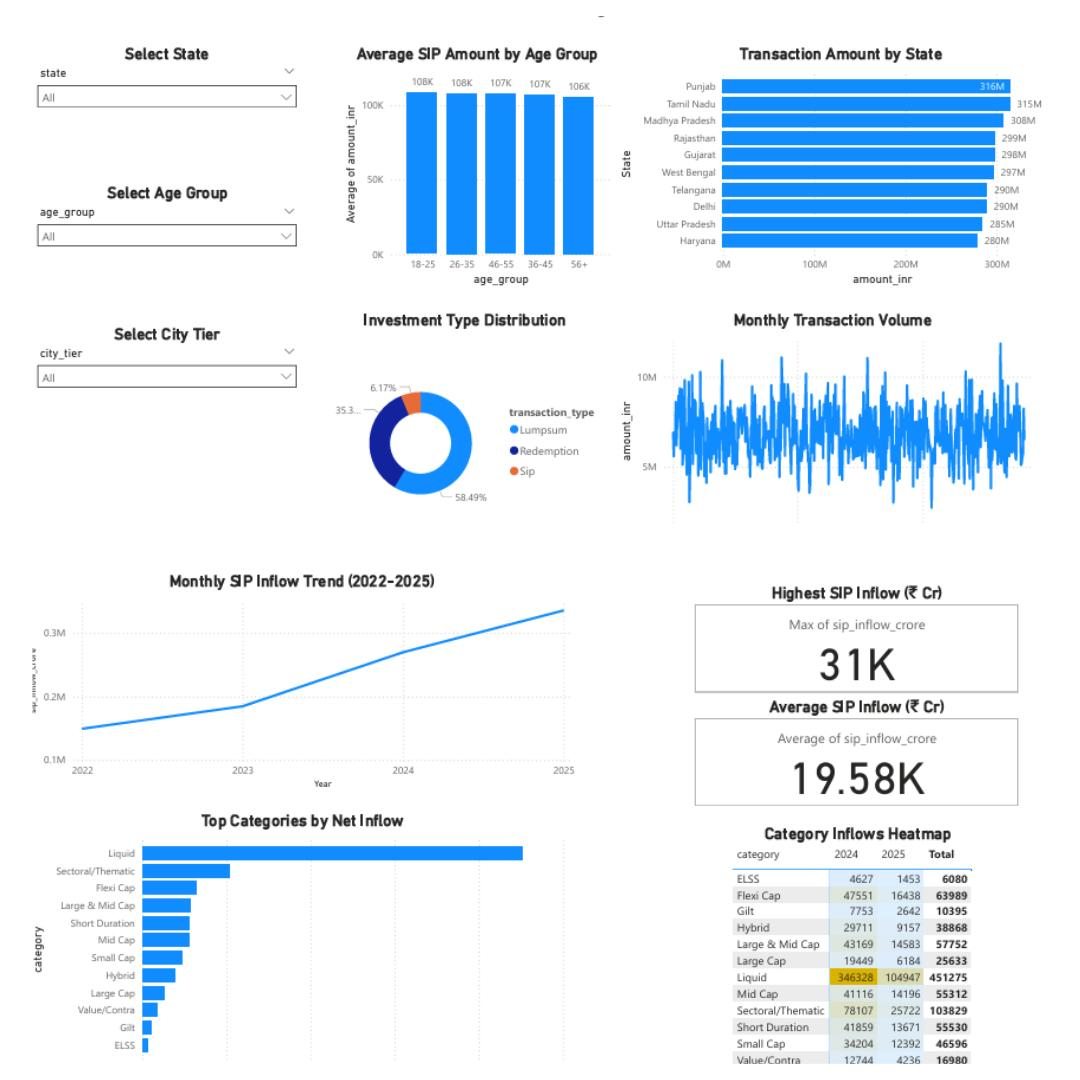 Select State
state
All
Select Age Group
age_group
All
Select City Tier
city_tier
All
Average SIP Amount by Age Group
Average of amount_inr
100K
50K
0K
108K 108K 107K 107K 106K
18-25 26-35 46-55 36-45 56+
age_group
Transaction Amount by State
State
Punjab 316M
Tamil Nadu 315M
Madhya Pradesh 308M
Rajasthan 299M
Gujarat 298M
West Bengal 297M
Telangana 290M
Delhi 290M
Uttar Pradesh 285M
Haryana 280M
0M 100M 200M 300M
amount_inr
Investment Type Distribution
6.17%
35.3...
58.49%
transaction_type
Lumpsum
Redemption
Sip
Monthly Transaction Volume
amount_inr
10M
5M
Monthly SIP Inflow Trend (2022-2025)
sip_inflow_crore
0.3M
0.2M
0.1M
2022 2023 2024 2025
Year
Highest SIP Inflow (₹ Cr)
Max of sip_inflow_crore
31K
Average SIP Inflow (₹ Cr)
Average of sip_inflow_crore
19.58K
Top Categories by Net Inflow
category
Liquid
Sectoral/Thematic
Flexi Cap
Large & Mid Cap
Short Duration
Mid Cap
Small Cap
Hybrid
Large Cap
Value/Contra
Gilt
ELSS
Category Inflows Heatmap
category 2024 2025 Total
ELSS 4627 1453 6080
Flexi Cap 47551 16438 63989
Gilt 7753 2642 10395
Hybrid 29711 9157 38868
Large & Mid Cap 43169 14583 57752
Large Cap 19449 6184 25633
Liquid 346328 104947 451275
Mid Cap 41116 14196 55312
Sectoral/Thematic 78107 25722 103829
Short Duration 41859 13671 55530
Small Cap 34204 12392 46596
Value/Contra 12744 4236 16980